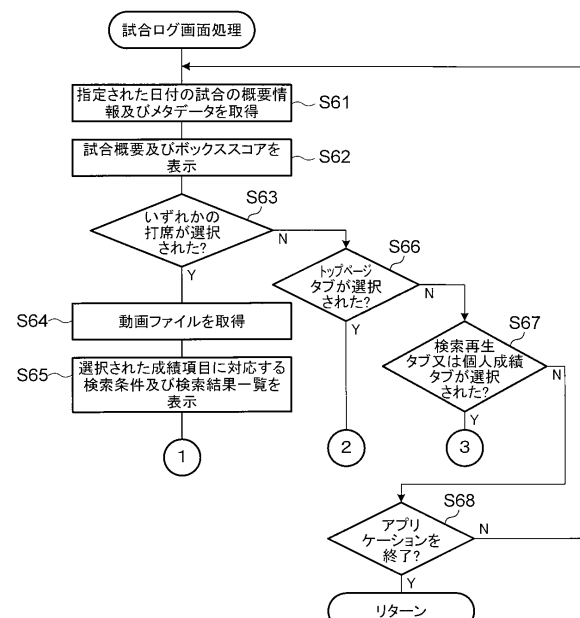 試合ログ画面処理
指定された日付の試合の概要情
報及びメタデータを取得
S61
試合概要及びボックススコアを
表示
S62
S63
いずれかの
打席が選択
された?
N
Y
S66
トップページ
タブが選択
された?
N
Y
S64
動画ファイルを取得
S67
検索再生
タブ又は個人成績
タブが選択
された?
N
Y
S65
選択された成績項目に対応する
検索条件及び検索結果一覧を
表示
1
2
3
S68
アプリ
ケーションを
終了?
N
Y
リターン